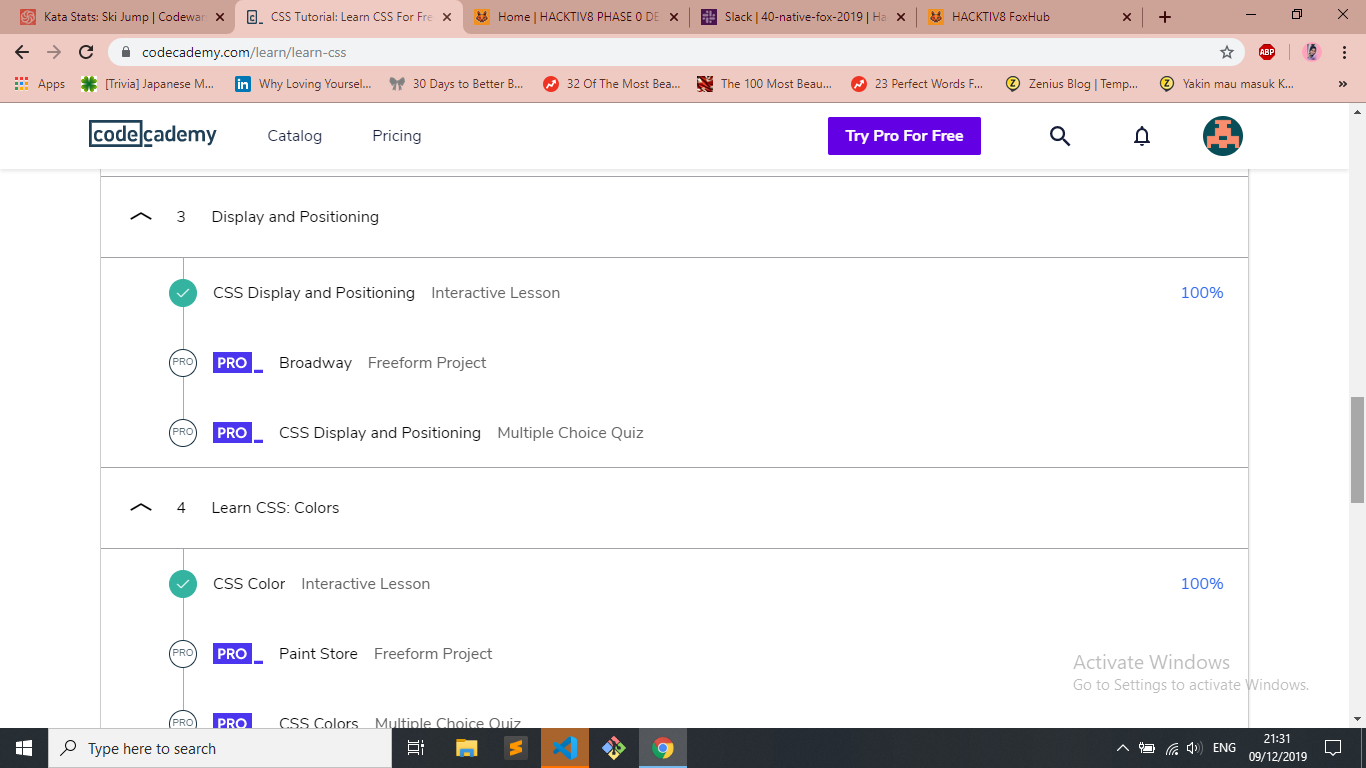 Kata Stats: Ski Jump | Codewar
CSS Tutorial: Learn CSS For Fre
Home | HACKTIV8 PHASE 0 DE
Slack | 40-native-fox-2019 | Ha
HACKTIV8 FoxHub
codecademy.com/learn/learn-css
ABP
Apps
[Trivia] Japanese M...
Why Loving Yoursel...
30 Days to Better B...
32 Of The Most Bea...
The 100 Most Beau...
23 Perfect Words F...
Zenius Blog | Temp...
Yakin mau masuk K...
codecademy
Catalog
Pricing
Try Pro For Free
3 Display and Positioning
CSS Display and Positioning Interactive Lesson 100%
PRO PRO_ Broadway Freeform Project
PRO PRO_ CSS Display and Positioning Multiple Choice Quiz
4 Learn CSS: Colors
CSS Color Interactive Lesson 100%
PRO PRO_ Paint Store Freeform Project
Activate Windows
Go to Settings to activate Windows.
PRO PRO_ CSS Colors Multiple Choice Quiz
Type here to search
ENG
21:31
09/12/2019